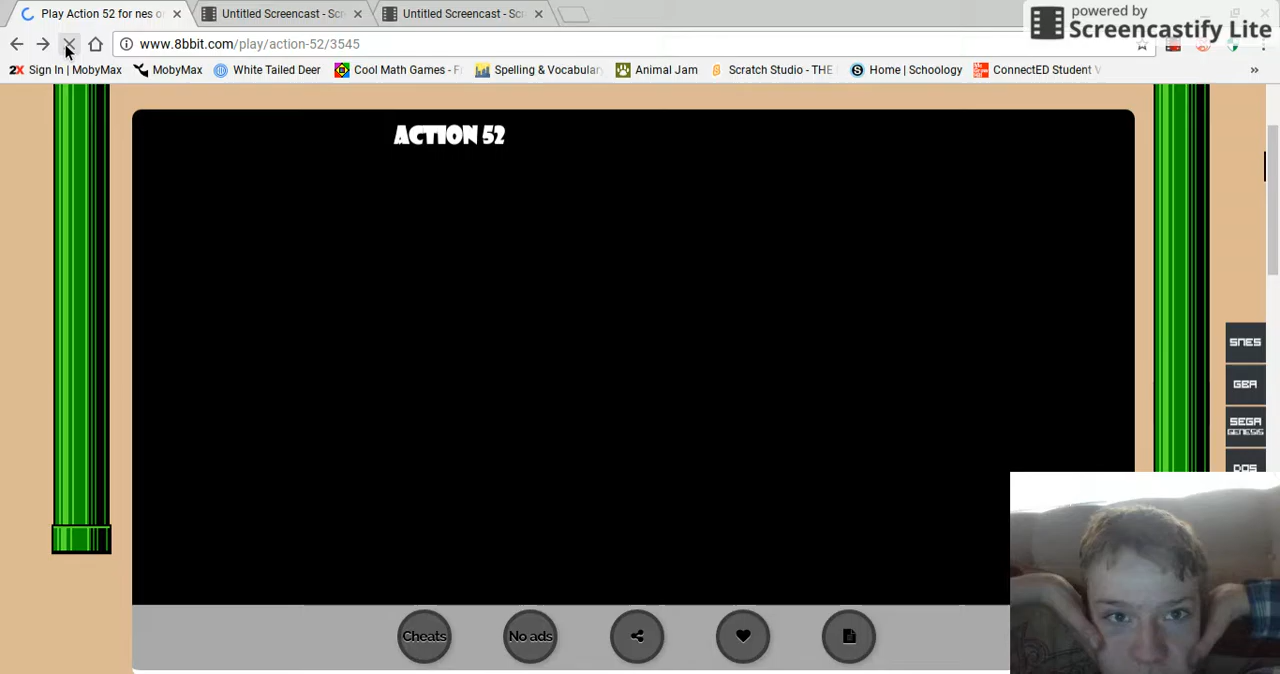 Play Action 52 for nes o
Untitled Screencast - Scr
Untitled Screencast - Sc
powered by
Screencastify Lite
www.8bbit.com/play/action-52/3545
Sign In | MobyMax
MobyMax
White Tailed Deer
Cool Math Games - F
Spelling & Vocabular
Animal Jam
Scratch Studio - THE
Home | Schoology
ConnectED Student V
»
ACTION 52
SNES
GBA
SEGA
GENESIS
DOS
Cheats
No ads